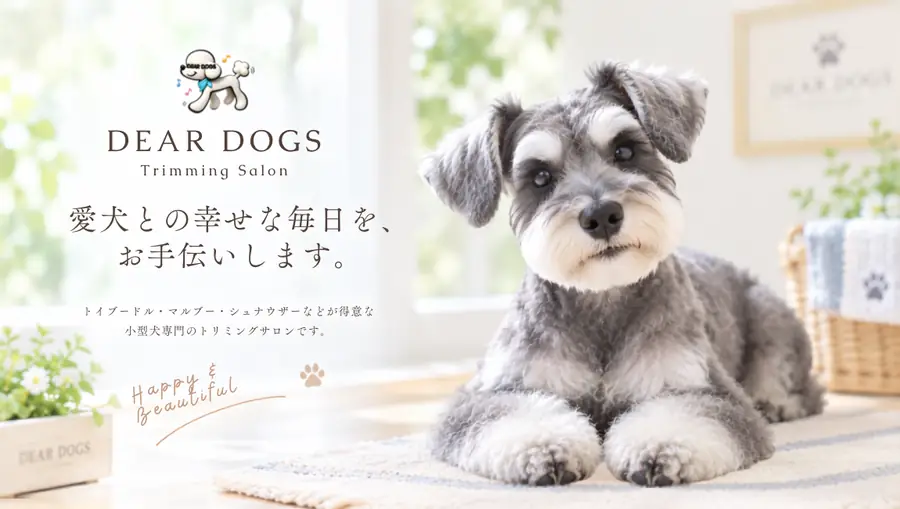 DEAR DOGS
DEAR DOGS
Trimming Salon
愛犬との幸せな毎日を、
お手伝いします。
トイプードル・マルプー・シュナウザーなどが得意な
小型犬専門のトリミングサロンです。
Happy &
Beautiful
DEAR DOGS
DEAR DOGS